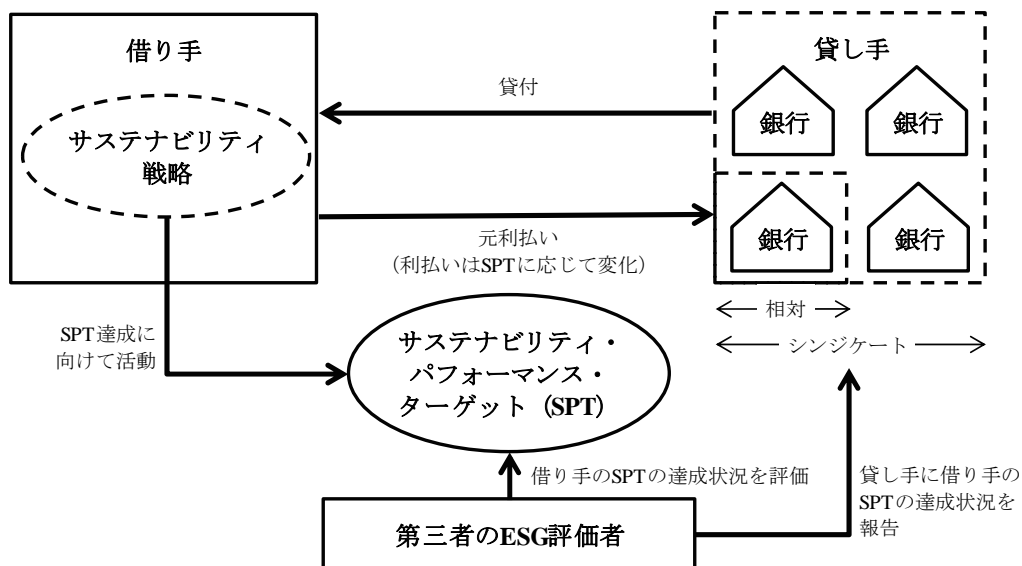 借り手
サステナビリティ
戦略
貸付
貸し手
銀行
銀行
銀行
銀行
元利払い
（利払いはSPTに応じて変化）
相対
シンジケート
SPT達成に
向けて活動
サステナビリティ・
パフォーマンス・
ターゲット（SPT）
借り手のSPTの達成状況を評価
貸し手に借り手の
SPTの達成状況を
報告
第三者のESG評価者